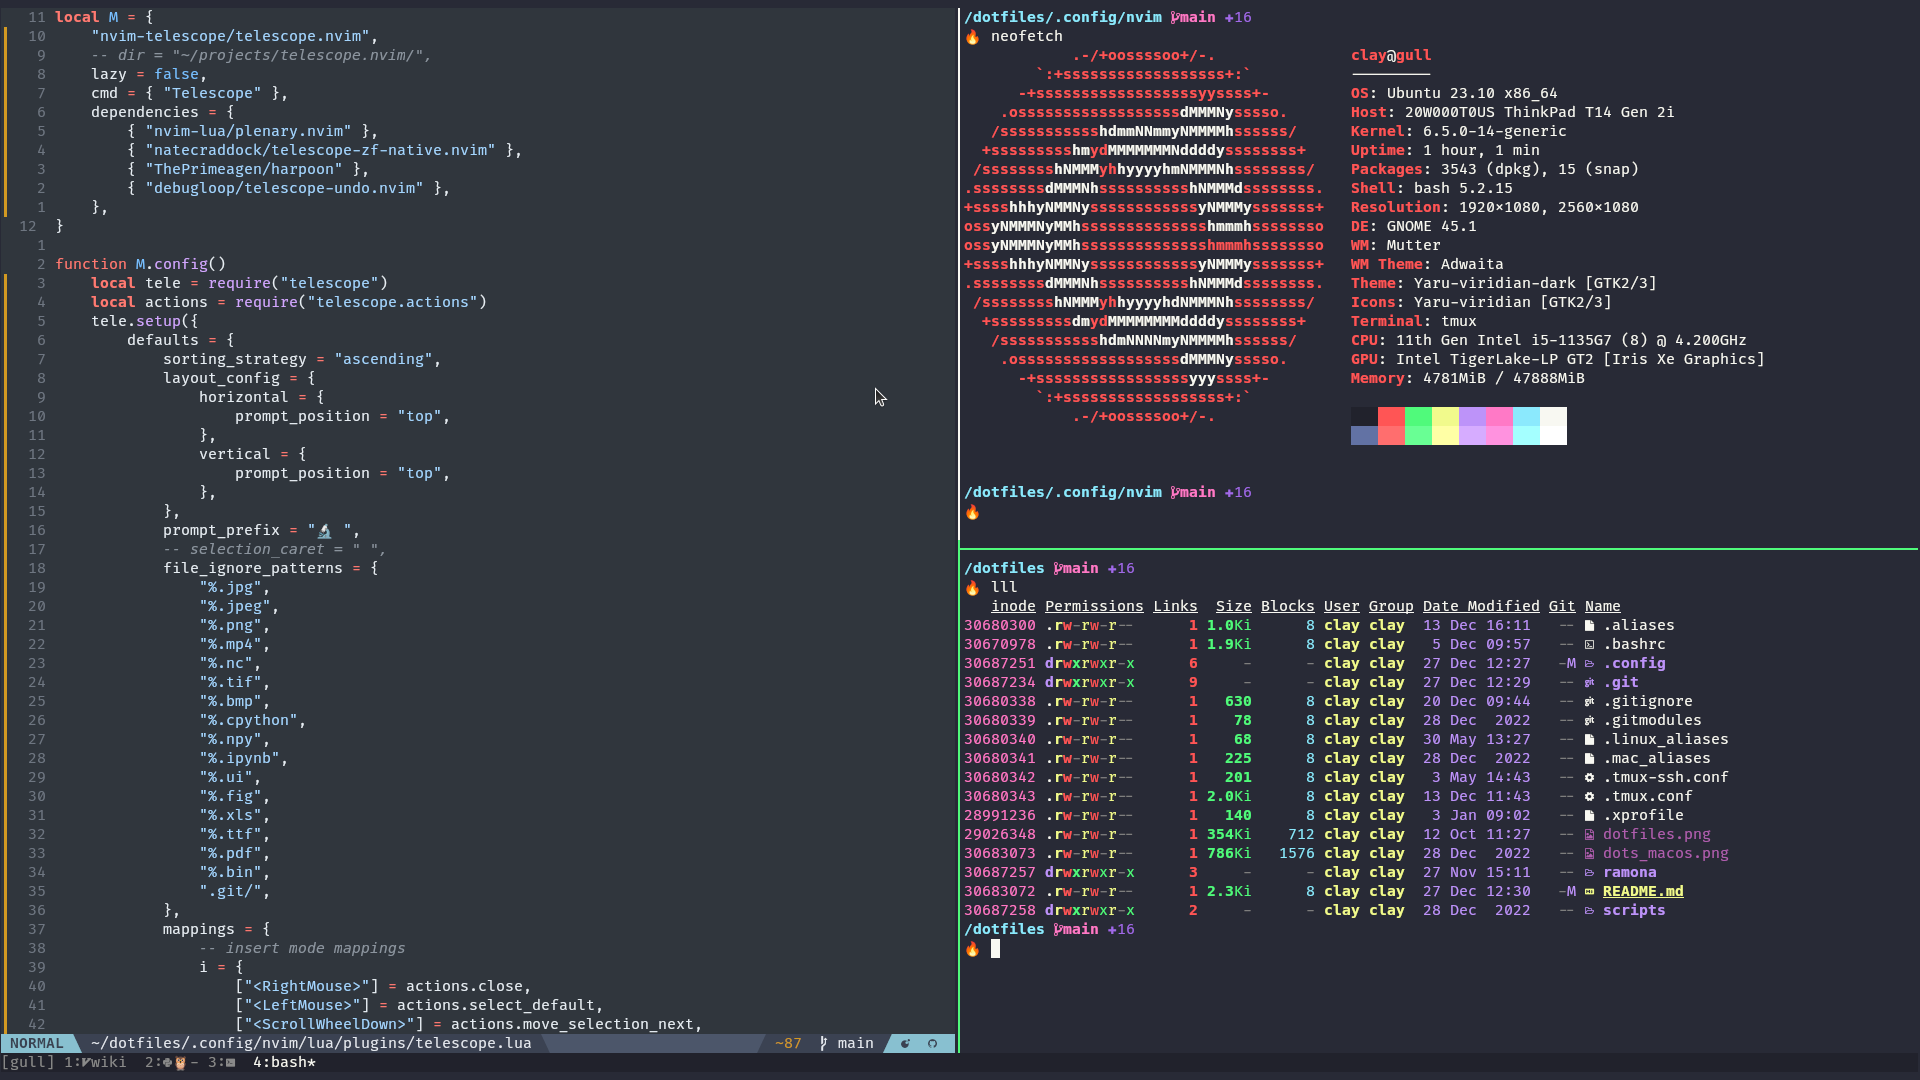 11 local M = {
10     "nvim-telescope/telescope.nvim",
9     -- dir = "~/projects/telescope.nvim/",
8     lazy = false,
7     cmd = { "Telescope" },
6     dependencies = {
5         { "nvim-lua/plenary.nvim" },
4         { "natecraddock/telescope-zf-native.nvim" },
3         { "ThePrimeagen/harpoon" },
2         { "debugloop/telescope-undo.nvim" },
1     },
12 }
1
2 function M.config()
3     local tele = require("telescope")
4     local actions = require("telescope.actions")
5     tele.setup({
6         defaults = {
7             sorting_strategy = "ascending",
8             layout_config = {
9                 horizontal = {
10                     prompt_position = "top",
11                 },
12                 vertical = {
13                     prompt_position = "top",
14                 },
15             },
16             prompt_prefix = "🔬 ",
17             -- selection_caret = " ",
18             file_ignore_patterns = {
19                 "%.jpg",
20                 "%.jpeg",
21                 "%.png",
22                 "%.mp4",
23                 "%.nc",
24                 "%.tif",
25                 "%.bmp",
26                 "%.cpython",
27                 "%.npy",
28                 "%.ipynb",
29                 "%.ui",
30                 "%.fig",
31                 "%.xls",
32                 "%.ttf",
33                 "%.pdf",
34                 "%.bin",
35                 ".git/",
36             },
37             mappings = {
38                 -- insert mode mappings
39                 i = {
40                     ["<RightMouse>"] = actions.close,
41                     ["<LeftMouse>"] = actions.select_default,
42                     ["<ScrollWheelDown>"] = actions.move_selection_next,
NORMAL ~/dotfiles/.config/nvim/lua/plugins/telescope.lua ~87 main
/dotfiles/.config/nvim main +16
🔥 neofetch
            .-/+oossssoo+/-.
        `:+ssssssssssssssssss+:`
      -+ssssssssssssssssssyyssss+-
    .ossssssssssssssssssdMMMNysssso.
   /ssssssssssshdmmNNmmyNMMMMhssssss/
  +ssssssssshmydMMMMMMMNddddyssssssss+
 /sssssssshNMMMyhhyyyyhmNMMMNhssssssss/
.ssssssssdMMMNhsssssssssshNMMMdssssssss.
+sssshhhyNMMNyssssssssssssyNMMMysssssss+
ossyNMMMNyMMhsssssssssssssshmmmhssssssso
ossyNMMMNyMMhsssssssssssssshmmmhssssssso
+sssshhhyNMMNyssssssssssssyNMMMysssssss+
.ssssssssdMMMNhsssssssssshNMMMdssssssss.
 /sssssssshNMMMyhhyyyyhdNMMMNhssssssss/
  +sssssssssdmydMMMMMMMMddddyssssssss+
   /ssssssssssshdmNNNNmyNMMMMhssssss/
    .ossssssssssssssssssdMMMNysssso.
      -+sssssssssssssssssyyyssss+-
        `:+ssssssssssssssssss+:`
            .-/+oossssoo+/-.
clay@gull
---------
OS: Ubuntu 23.10 x86_64
Host: 20W000T0US ThinkPad T14 Gen 2i
Kernel: 6.5.0-14-generic
Uptime: 1 hour, 1 min
Packages: 3543 (dpkg), 15 (snap)
Shell: bash 5.2.15
Resolution: 1920×1080, 2560×1080
DE: GNOME 45.1
WM: Mutter
WM Theme: Adwaita
Theme: Yaru-viridian-dark [GTK2/3]
Icons: Yaru-viridian [GTK2/3]
Terminal: tmux
CPU: 11th Gen Intel i5-1135G7 (8) @ 4.200GHz
GPU: Intel TigerLake-LP GT2 [Iris Xe Graphics]
Memory: 4781MiB / 47888MiB
/dotfiles/.config/nvim main +16
🔥
/dotfiles main +16
🔥 lll
inode Permissions Links Size Blocks User Group Date Modified Git Name
30680300 .rw-rw-r-- 1 1.0Ki 8 clay clay 13 Dec 16:11 -- .aliases
30670978 .rw-rw-r-- 1 1.9Ki 8 clay clay 5 Dec 09:57 -- .bashrc
30687251 drwxrwxr-x 6 - - clay clay 27 Dec 12:27 -M .config
30687234 drwxrwxr-x 9 - - clay clay 27 Dec 12:29 -- .git
30680338 .rw-rw-r-- 1 630 8 clay clay 20 Dec 09:44 -- .gitignore
30680339 .rw-rw-r-- 1 78 8 clay clay 28 Dec 2022 -- .gitmodules
30680340 .rw-rw-r-- 1 68 8 clay clay 30 May 13:27 -- .linux_aliases
30680341 .rw-rw-r-- 1 225 8 clay clay 28 Dec 2022 -- .mac_aliases
30680342 .rw-rw-r-- 1 201 8 clay clay 3 May 14:43 -- .tmux-ssh.conf
30680343 .rw-rw-r-- 1 2.0Ki 8 clay clay 13 Dec 11:43 -- .tmux.conf
28991236 .rw-rw-r-- 1 140 8 clay clay 3 Jan 09:02 -- .xprofile
29026348 .rw-rw-r-- 1 354Ki 712 clay clay 12 Oct 11:27 -- dotfiles.png
30683073 .rw-rw-r-- 1 786Ki 1576 clay clay 28 Dec 2022 -- dots_macos.png
30687257 drwxrwxr-x 3 - - clay clay 27 Nov 15:11 -- ramona
30683072 .rw-rw-r-- 1 2.3Ki 8 clay clay 27 Dec 12:30 -M README.md
30687258 drwxrwxr-x 2 - - clay clay 28 Dec 2022 -- scripts
/dotfiles main +16
🔥
[gull] 1:wiki 2:🦉- 3: 4:bash*